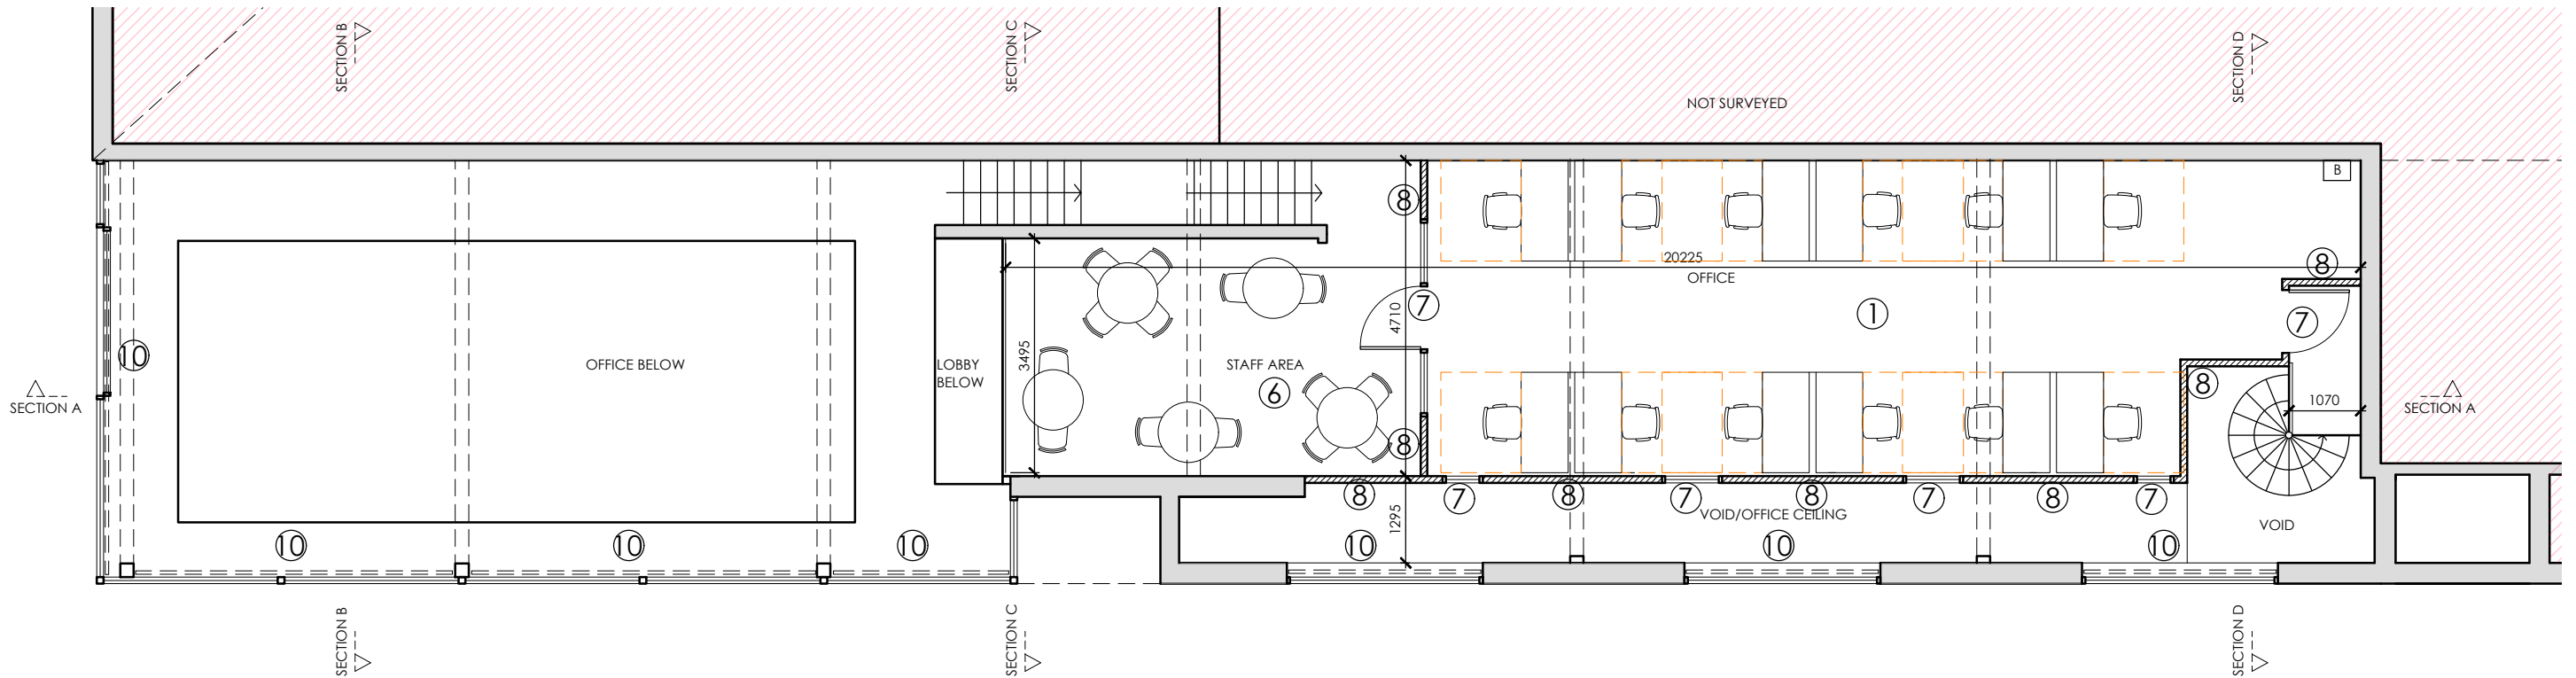 SECTION B
SECTION C
SECTION D
NOT SURVEYED
B
8
20225
OFFICE
8
7
4710
1
7
10
OFFICE BELOW
LOBBY
BELOW
3495
STAFF AREA
6
8
SECTION A
1070
SECTION A
8
8
7
8
7
8
7
8
7
1295
VOID/OFFICE CEILING
VOID
10
10
10
10
10
10
SECTION B
SECTION C
SECTION D